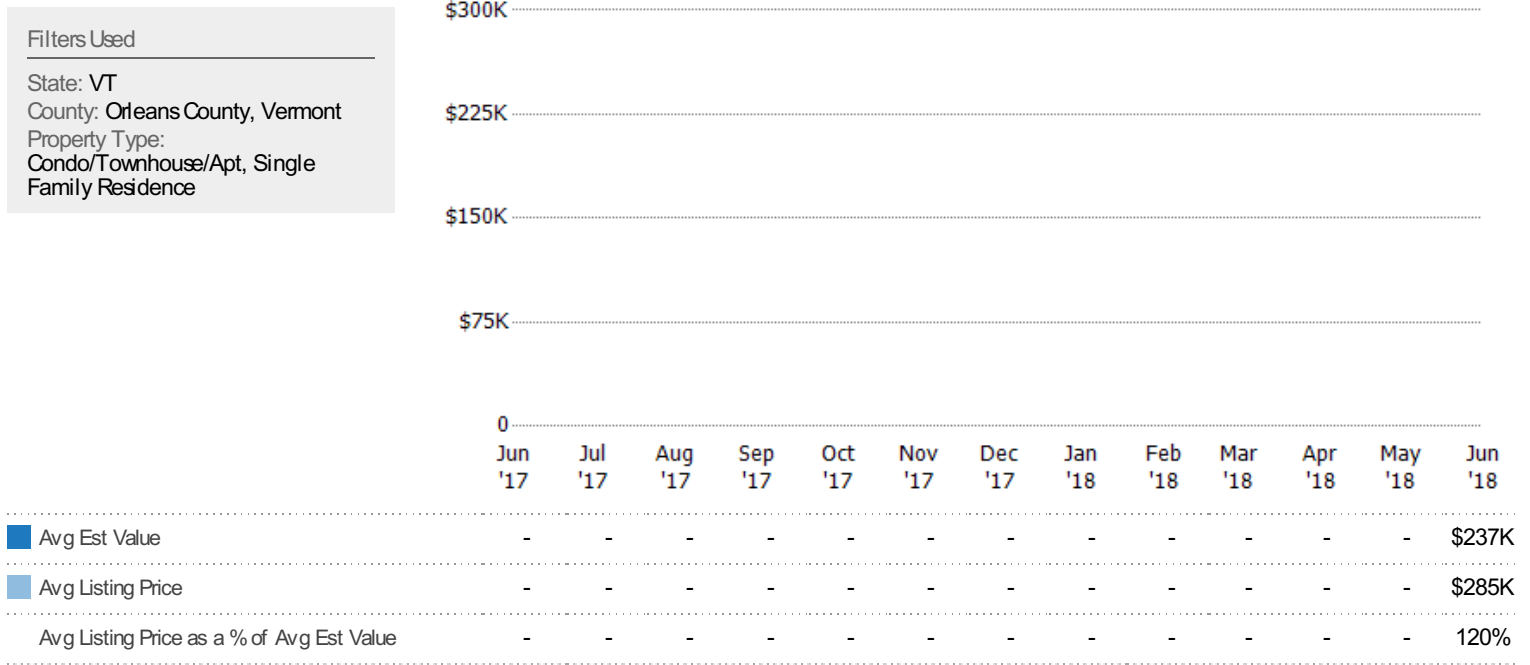 Filters Used
State: VT
County: Orleans County, Vermont
Property Type:
Condo/Townhouse/Apt, Single
Family Residence
$300K
$225K
$150K
$75K
0
Jun Jul Aug Sep Oct Nov Dec Jan Feb Mar Apr May Jun
'17 '17 '17 '17 '17 '17 '17 '18 '18 '18 '18 '18 '18
Avg Est Value - - - - - - - - - - - - $237K
Avg Listing Price - - - - - - - - - - - - $285K
Avg Listing Price as a % of Avg Est Value - - - - - - - - - - - - 120%